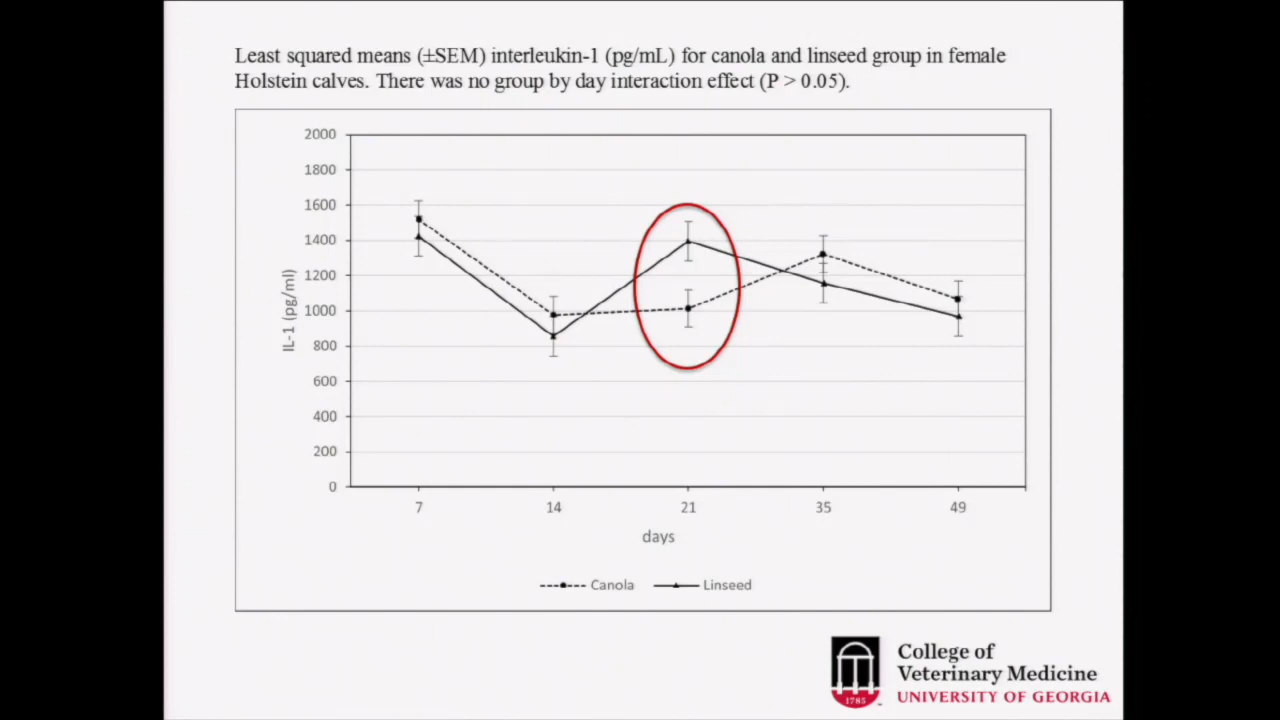 Least squared means (±SEM) interleukin-1 (pg/mL) for canola and linseed group in female
Holstein calves. There was no group by day interaction effect (P > 0.05).
2000
1800
1600
1400
1200
1000
800
600
400
200
0
IL-1 (pg/ml)
7 14 21 35 49
days
Canola Linseed
College of
Veterinary Medicine
UNIVERSITY OF GEORGIA
1785